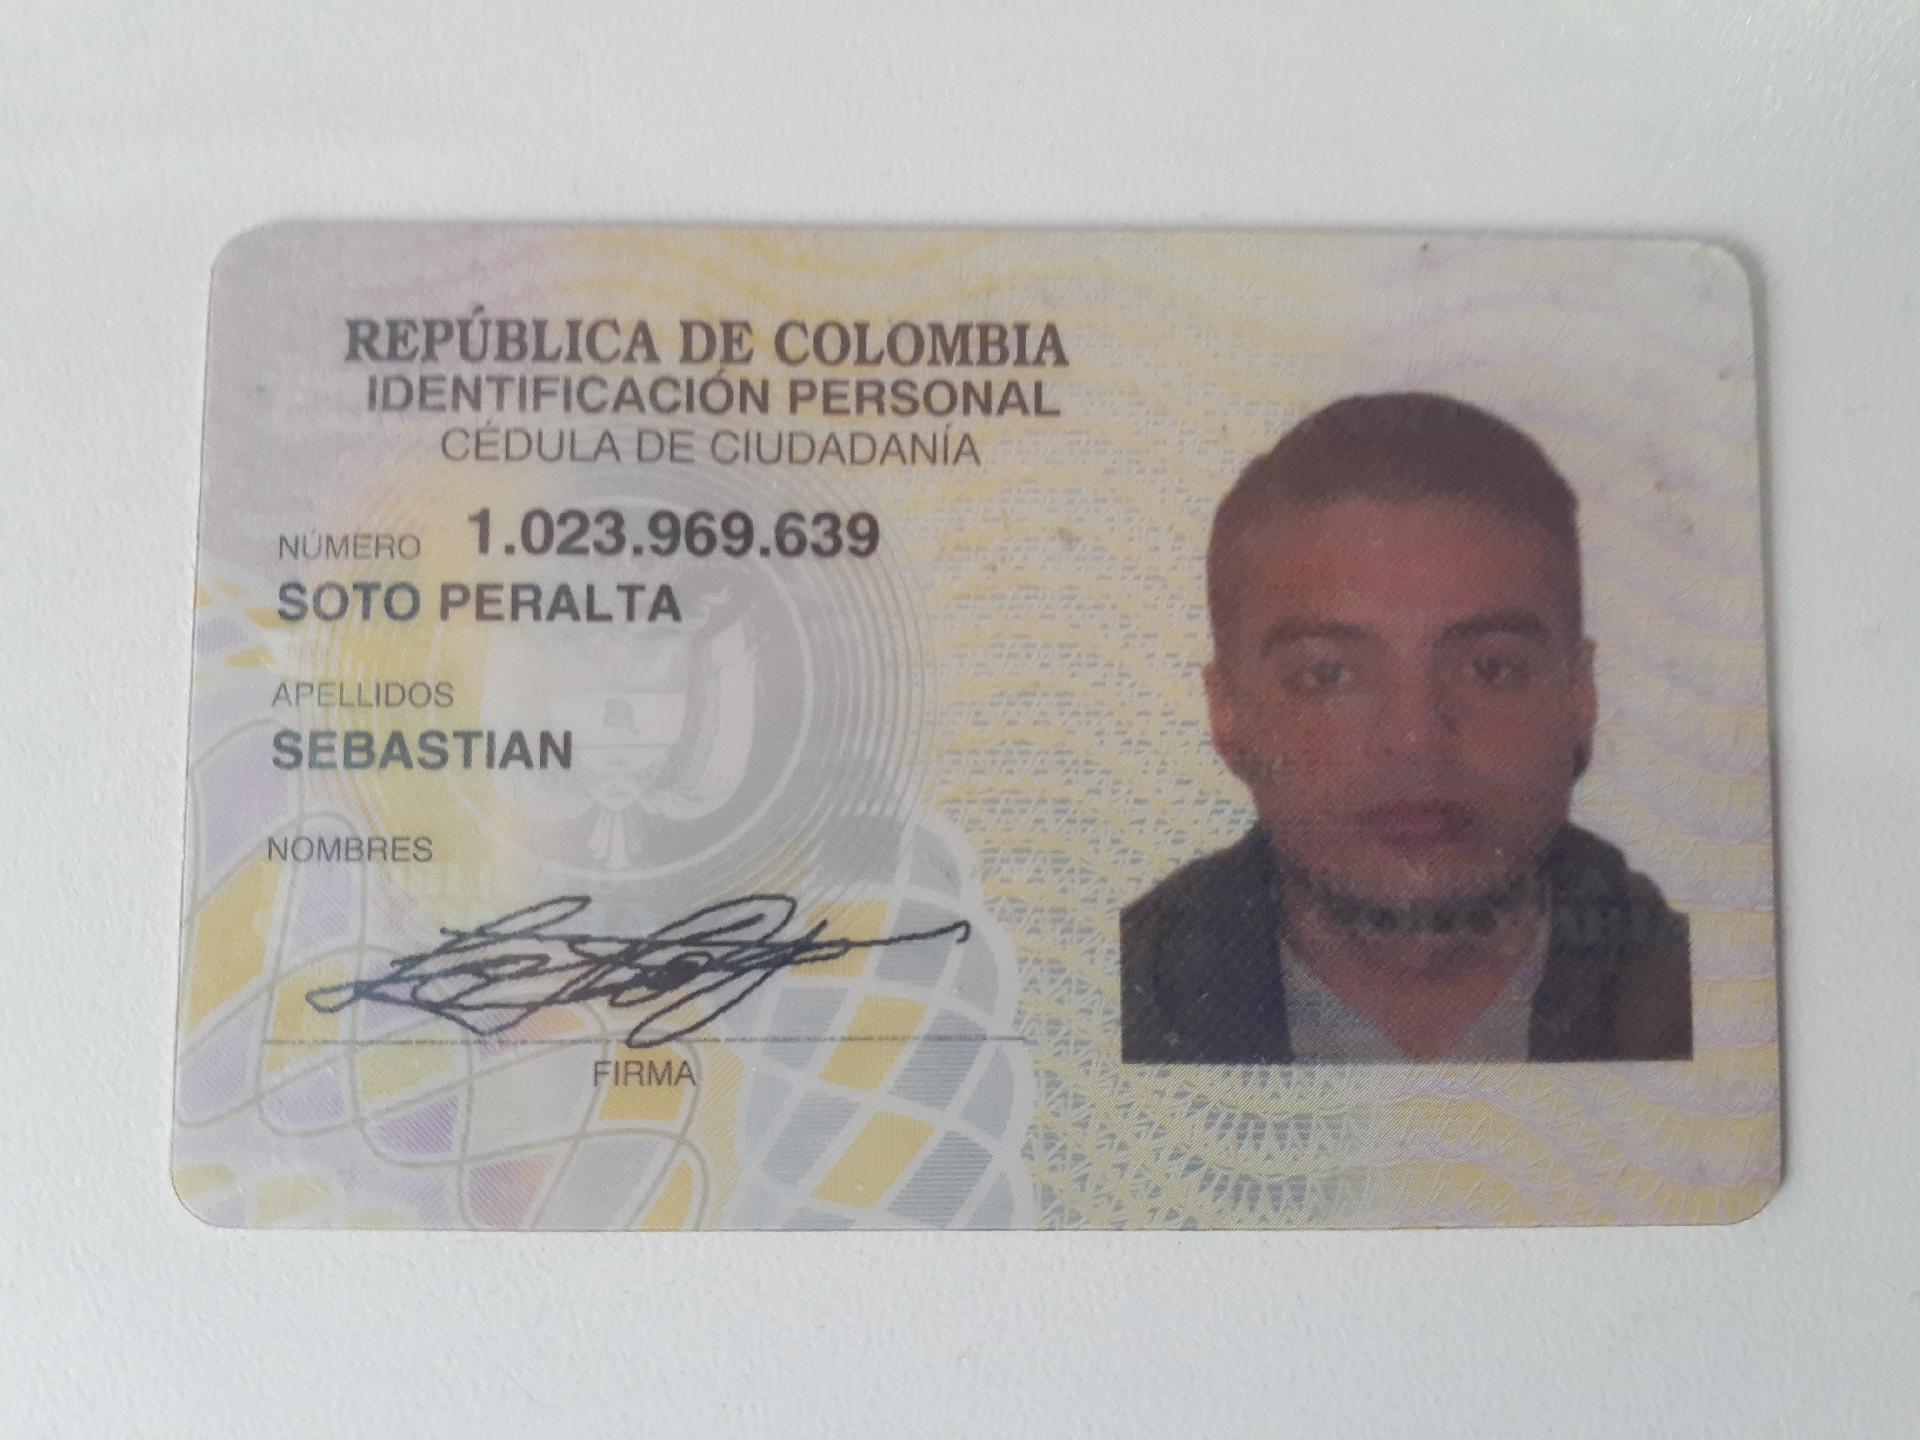 REPÚBLICA DE COLOMBIA
IDENTIFICACIÓN PERSONAL
CÉDULA DE CIUDADANÍA
NÚMERO 1.023.969.639
SOTO PERALTA
APELLIDOS
SEBASTIAN
NOMBRES
FIRMA